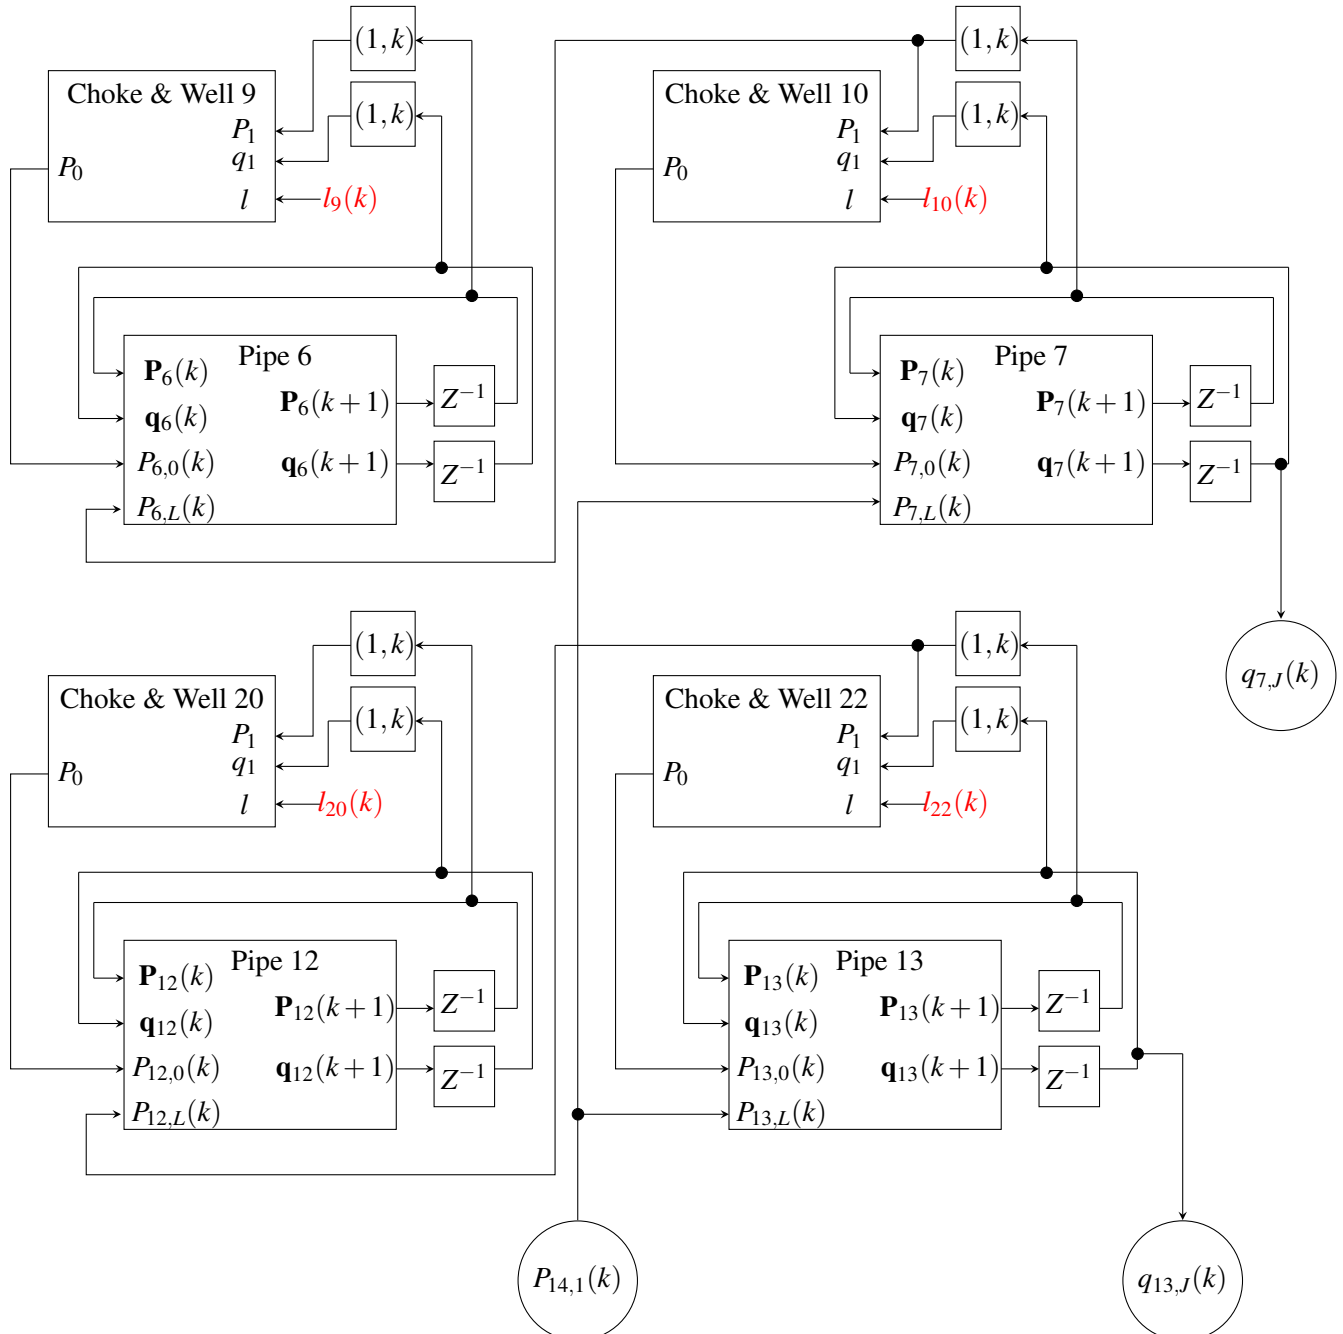 (1, k)
(1, k)
Choke & Well 9
P₁
(1, k)
q₁
P₀
l
l₉(k)
(1, k)
Choke & Well 10
P₁
(1, k)
q₁
P₀
l
l₁₀(k)
Pipe 6
𝐏₆(k)
𝐏₆(k+1)
Z⁻¹
𝐪₆(k)
P₆,₀(k)
𝐪₆(k+1)
Z⁻¹
P₆,L(k)
Pipe 7
𝐏₇(k)
𝐏₇(k+1)
Z⁻¹
𝐪₇(k)
P₇,₀(k)
𝐪₇(k+1)
Z⁻¹
P₇,L(k)
q₇,J(k)
(1, k)
Choke & Well 20
P₁
(1, k)
q₁
P₀
l
l₂₀(k)
(1, k)
Choke & Well 22
P₁
(1, k)
q₁
P₀
l
l₂₂(k)
Pipe 12
𝐏₁₂(k)
𝐏₁₂(k+1)
Z⁻¹
𝐪₁₂(k)
P₁₂,₀(k)
𝐪₁₂(k+1)
Z⁻¹
P₁₂,L(k)
Pipe 13
𝐏₁₃(k)
𝐏₁₃(k+1)
Z⁻¹
𝐪₁₃(k)
P₁₃,₀(k)
𝐪₁₃(k+1)
Z⁻¹
P₁₃,L(k)
P₁₄,₁(k)
q₁₃,J(k)